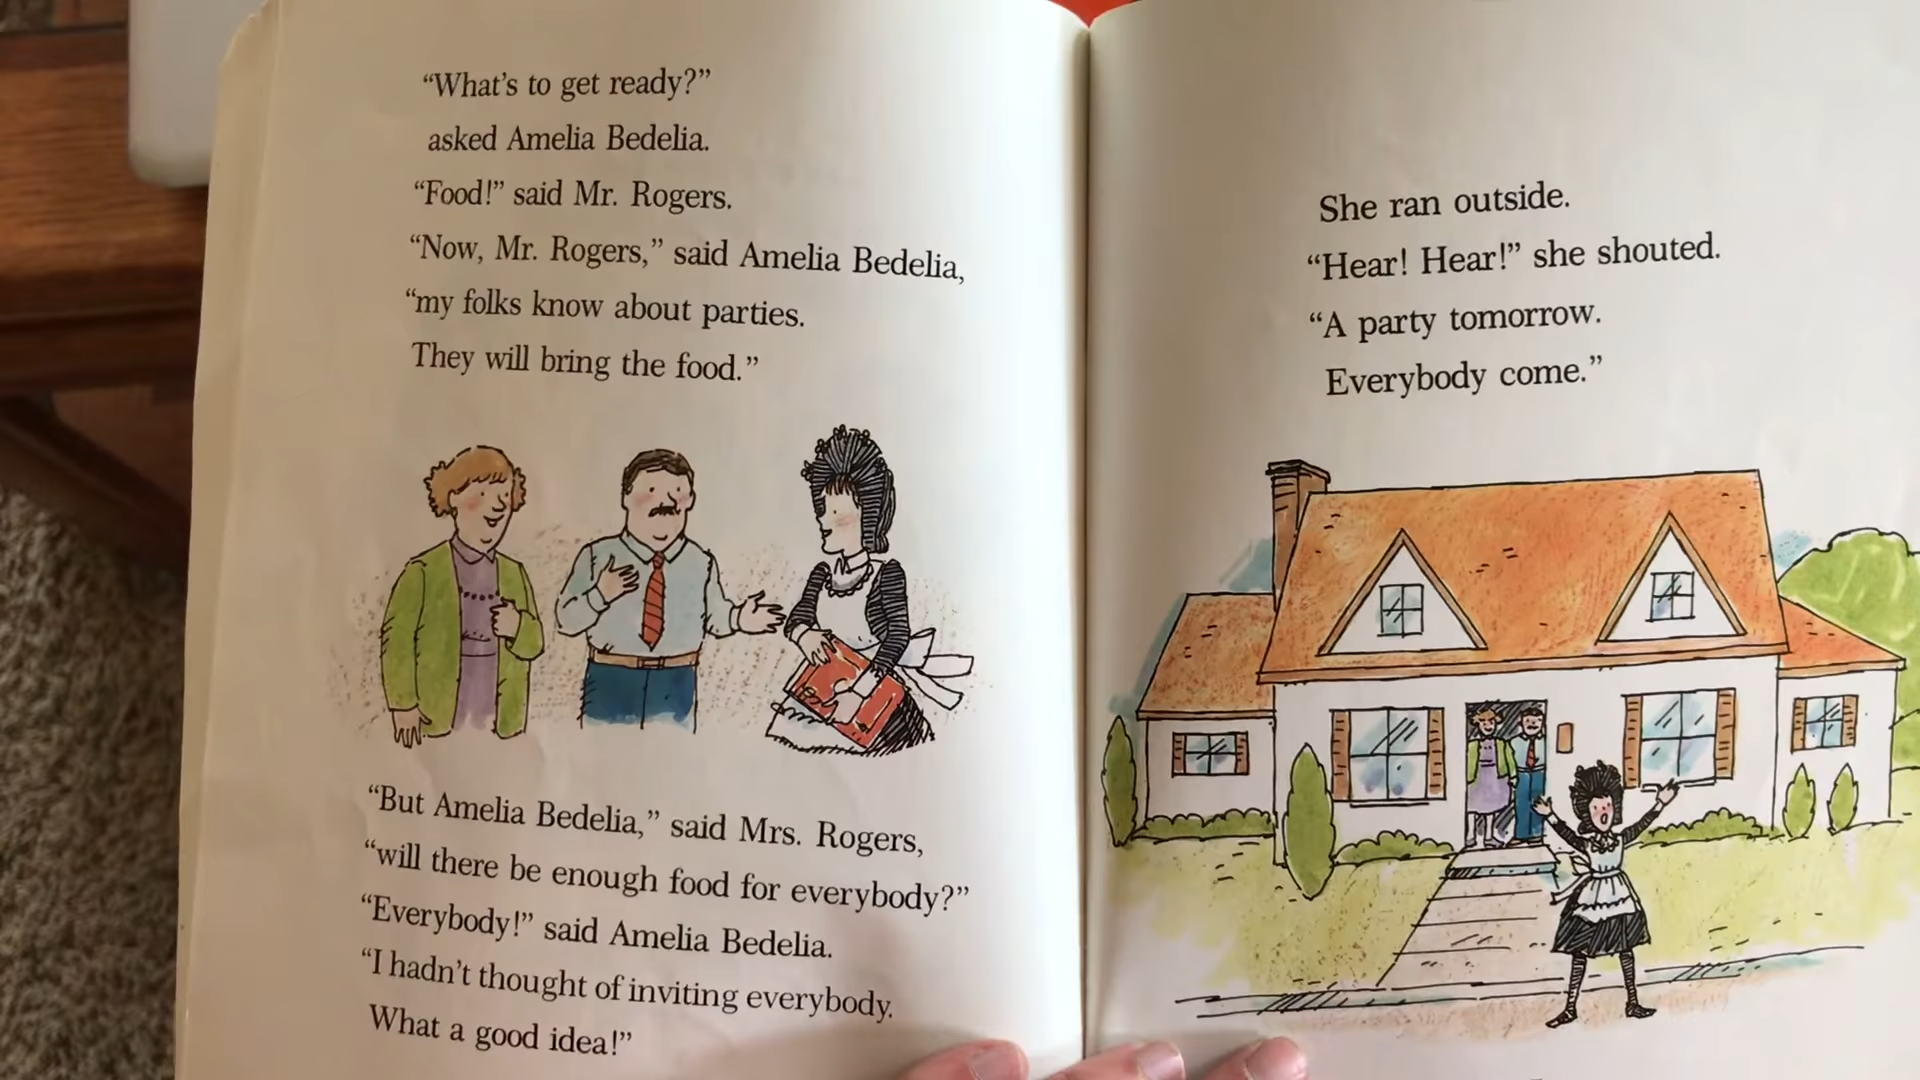 “What’s to get ready?”
asked Amelia Bedelia.
“Food!” said Mr. Rogers.
“Now, Mr. Rogers,” said Amelia Bedelia,
“my folks know about parties.
They will bring the food.”
“But Amelia Bedelia,” said Mrs. Rogers,
“will there be enough food for everybody?”
“Everybody!” said Amelia Bedelia.
“I hadn’t thought of inviting everybody.
What a good idea!”
She ran outside.
“Hear! Hear!” she shouted.
“A party tomorrow.
Everybody come.”